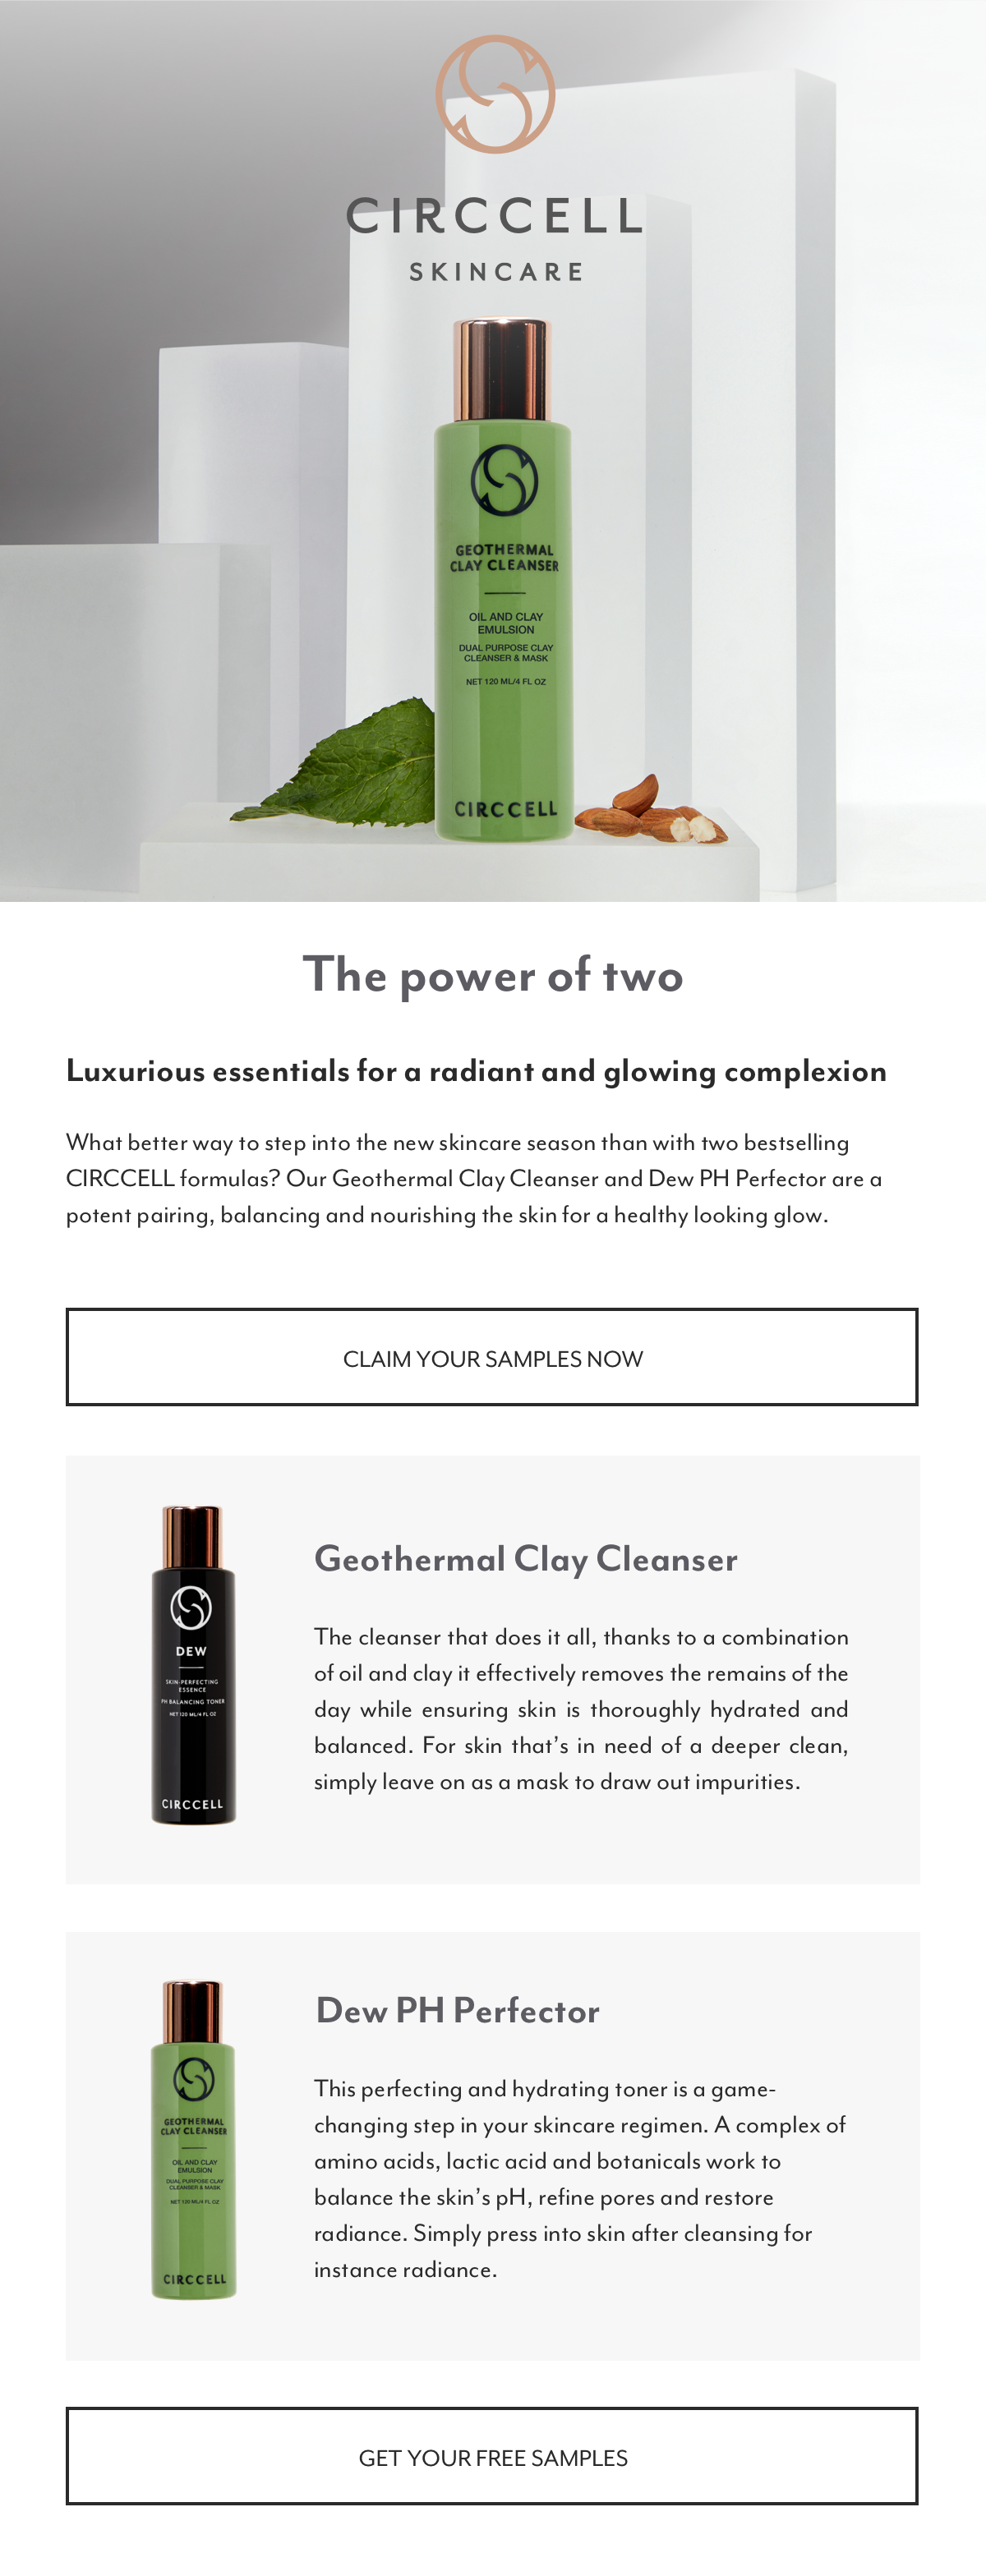 CIRCCELL
SKINCARE
GEOTHERMAL
CLAY CLEANSER
OIL AND CLAY
EMULSION
DUAL PURPOSE CLAY
CLEANSER & MASK
NET 120 ML/4 FL OZ
CIRCCELL
The power of two
Luxurious essentials for a radiant and glowing complexion
What better way to step into the new skincare season than with two bestselling
CIRCCELL formulas? Our Geothermal Clay Cleanser and Dew PH Perfector are a
potent pairing, balancing and nourishing the skin for a healthy looking glow.
CLAIM YOUR SAMPLES NOW
DEW
SKIN-PERFECTING
ESSENCE
PH BALANCING TONER
NET 120 ML/4 FL OZ
CIRCCELL
Geothermal Clay Cleanser
The cleanser that does it all, thanks to a combination
of oil and clay it effectively removes the remains of the
day while ensuring skin is thoroughly hydrated and
balanced. For skin that’s in need of a deeper clean,
simply leave on as a mask to draw out impurities.
GEOTHERMAL
CLAY CLEANSER
OIL AND CLAY
EMULSION
DUAL PURPOSE CLAY
CLEANSER & MASK
NET 120 ML/4 FL OZ
CIRCCELL
Dew PH Perfector
This perfecting and hydrating toner is a game-
changing step in your skincare regimen. A complex of
amino acids, lactic acid and botanicals work to
balance the skin’s pH, refine pores and restore
radiance. Simply press into skin after cleansing for
instance radiance.
GET YOUR FREE SAMPLES